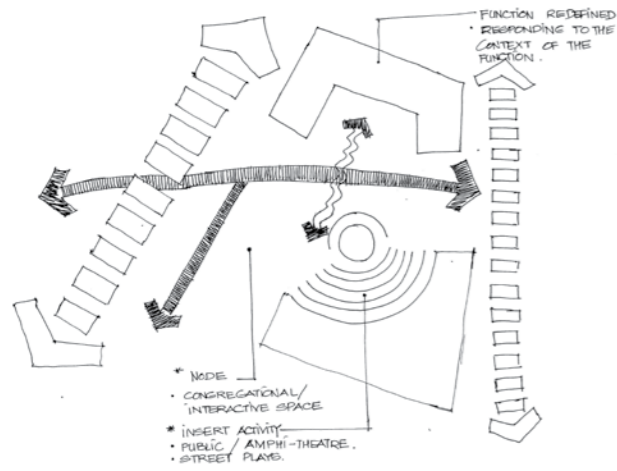 FUNCTION REDEFINED
• RESPONDING TO THE
CONTEXT OF THE
FUNCTION.
* NODE
• CONGREGATIONAL/
INTERACTIVE SPACE
* INSERT ACTIVITY
• PUBLIC / AMPHI-THEATRE.
• STREET PLAYS.